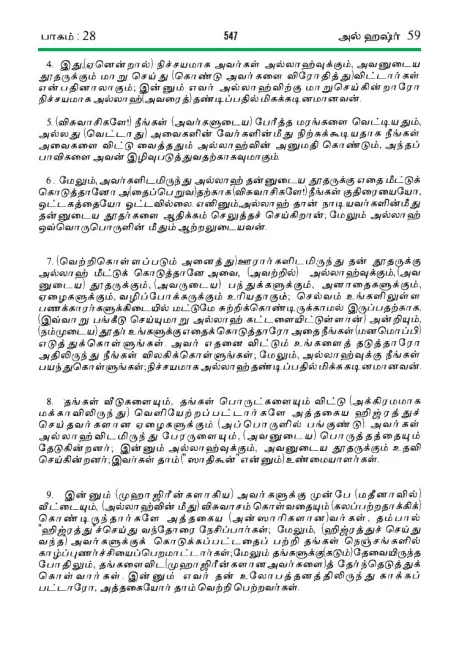 பாகம் : 28 547 அல் ஹஷ்ர் 59
4. இது,(ஏனென்றால்) நிச்சயமாக அவர்கள் அல்லாஹ்வுக்கும், அவனுடைய
தூதருக்கும் மாறு செய்து (கொண்டு அவர்களை விரோதித்து)விட்டார்கள்
என்பதினாலாகும்; இன்னும் எவர் அல்லாஹ்விற்கு மாறுசெய்கின்றாரோ
நிச்சயமாக அல்லாஹ்(அவரைத்) தண்டிப்பதில் மிகக்கடினமானவன்.
5. (விசுவாசிகளே!) நீங்கள் (அவர்களுடைய) பேரீத்த மரங்களை வெட்டியதும்,
அல்லது (வெட்டாது) அவைகளின் வேர்களின்மீது நிற்கக்கூடியதாக நீங்கள்
அவைகளை விட்டு வைத்ததும் அல்லாஹ்வின் அனுமதி கொண்டும், அந்தப்
பாவிகளை அவன் இழிவுபடுத்துவதற்காகவுமாகும்.
6. மேலும், அவர்களிடமிருந்து அல்லாஹ் தன்னுடைய தூதருக்கு எதை மீட்டுக்
கொடுத்தானோ அ(தைப்பெறுவ)தற்காக(விசுவாசிகளே!)நீங்கள் குதிரையையோ,
ஒட்டகத்தையோ ஓட்டவில்லை. எனினும்,அல்லாஹ் தான் நாடியவர்களின்மீது
தன்னுடைய தூதர்களை ஆதிக்கம் செலுத்தச் செய்கிறான்; மேலும் அல்லாஹ்
ஒவ்வொருபொருளின் மீதும்ஆற்றலுடையவன்.
7. (வெற்றிகொள்ளப்படும் அனைத்து)ஊரார்களிடமிருந்து தன் தூதருக்கு
அல்லாஹ் மீட்டுக் கொடுத்தானே அவை, (அவற்றில்) அல்லாஹ்வுக்கும்,(அவ
னுடைய) தூதருக்கும், (அவருடைய) பந்துக்களுக்கும், அனாதைகளுக்கும்,
ஏழைகளுக்கும், வழிப்போக்கருக்கும் உரியதாகும்; செல்வம் உங்களிலுள்ள
பணக்காரர்களுக்கிடையில் மட்டுமே சுற்றிக்கொண்டிருக்காமல் இருப்பதற்காக,
(இவ்வாறு பங்கீடு செய்யுமாறு அல்லாஹ் கட்டளையிட்டுள்ளான்) அன்றியும்,
(நம்முடைய) தூதர் உங்களுக்கு எதைக்கொடுத்தாரோ அதை நீங்கள்(மனமொப்பி)
எடுத்துக்கொள்ளுங்கள். அவர் எதனை விட்டும் உங்களைத் தடுத்தாரோ
அதிலிருந்து நீங்கள் விலகிக்கொள்ளுங்கள்; மேலும், அல்லாஹ்வுக்கு நீங்கள்
பயந்துகொள்ளுங்கள்; நிச்சயமாக அல்லாஹ் தண்டிப்பதில் மிக்ககடினமானவன்.
8. தங்கள் வீடுகளையும், தங்கள் பொருட்களையும் விட்டு (அக்கிரமமாக
மக்காவிலிருந்து) வெளியேற்றப்பட்டார்களே அத்தகைய ஹிஜ்ரத்துச்
செய்தவர்களான ஏழைகளுக்கும் (அப்பொருளில் பங்குண்டு). அவர்கள்
அல்லாஹ்விடமிருந்து பேரருளையும், (அவனுடைய) பொருத்தத்தையும்
தேடுகின்றனர்; இன்னும் அல்லாஹ்வுக்கும், அவனுடைய தூதருக்கும் உதவி
செய்கின்றனர்;இவர்கள் தாம்("ஸாதிகூன்" என்னும்)உண்மையாளர்கள்.
9. இன்னும் (முஹாஜிரீன்களாகிய) அவர்களுக்கு முன்பே (மதீனாவில்)
வீட்டையும், (அல்லாஹ்வின் மீது) விசுவாசம் கொள்வதையும்(கலப்பற்றதாக்கிக்)
கொண்டிருந்தார்களே அத்தகைய (அன்ஸாரிகளான)வர்கள், தம்பால்
"ஹிஜ்ரத்து"ச்செய்து வந்தோரை நேசிப்பார்கள்; மேலும், (ஹிஜ்ரத்துச் செய்து
வந்த) அவர்களுக்குக் கொடுக்கப்பட்டதைப் பற்றி தங்கள் நெஞ்சங்களில்
காழ்ப்புணர்ச்சியைப்பெறமாட்டார்கள்;மேலும் தங்களுக்கு(கடும்)தேவையிருந்த
போதிலும், தங்களைவிட(முஹாஜிரீன்களானஅவர்களை)த் தேர்ந்தெடுத்துக்
கொள்வார்கள். இன்னும் எவர் தன் உலோபத்தனத்திலிருந்து காக்கப்
பட்டாரோ, அத்தகையோர் தாம் வெற்றி பெற்றவர்கள்.